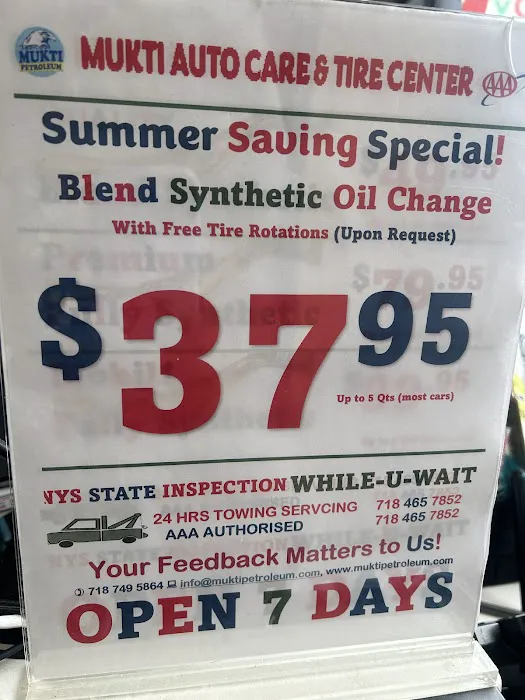 MUKTI
PETROLEUM
MUKTI AUTO CARE & TIRE CENTER
AAA
Summer Saving Special!
Blend Synthetic Oil Change
With Free Tire Rotations (Upon Request)
$37.95
Up to 5 Qts (most cars)
NYS STATE INSPECTION WHILE-U-WAIT
24 HRS TOWING SERVCING 718 465 7852
AAA AUTHORISED 718 465 7852
Your Feedback Matters to Us!
718 749 5864 info@muktipetroleum.com, www.muktipetroleum.com
OPEN 7 DAYS